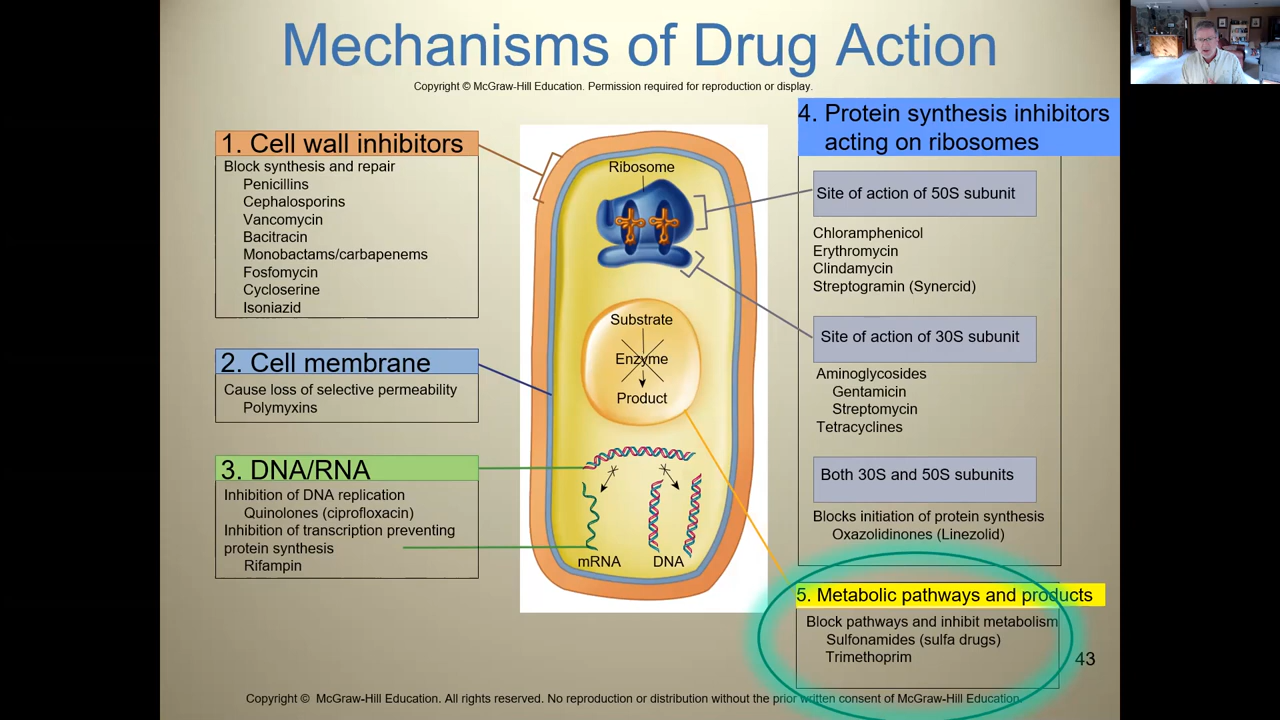 Mechanisms of Drug Action
Copyright © McGraw-Hill Education. Permission required for reproduction or display.
1. Cell wall inhibitors
Block synthesis and repair
Penicillins
Cephalosporins
Vancomycin
Bacitracin
Monobactams/carbapenems
Fosfomycin
Cycloserine
Isoniazid
2. Cell membrane
Cause loss of selective permeability
Polymyxins
3. DNA/RNA
Inhibition of DNA replication
Quinolones (ciprofloxacin)
Inhibition of transcription preventing
protein synthesis
Rifampin
Ribosome
Substrate
Enzyme
Product
mRNA
DNA
4. Protein synthesis inhibitors
acting on ribosomes
Site of action of 50S subunit
Chloramphenicol
Erythromycin
Clindamycin
Streptogramin (Synercid)
Site of action of 30S subunit
Aminoglycosides
Gentamicin
Streptomycin
Tetracyclines
Both 30S and 50S subunits
Blocks initiation of protein synthesis
Oxazolidinones (Linezolid)
5. Metabolic pathways and products
Block pathways and inhibit metabolism
Sulfonamides (sulfa drugs)
Trimethoprim
43
Copyright © McGraw-Hill Education. All rights reserved. No reproduction or distribution without the prior written consent of McGraw-Hill Education.